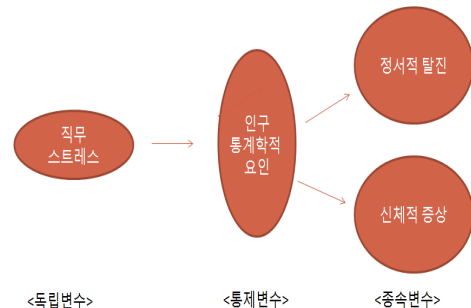 직무
스트레스
인구
통계학적
요인
정서적 탈진
신체적 증상
<독립변수>
<통제변수>
<종속변수>